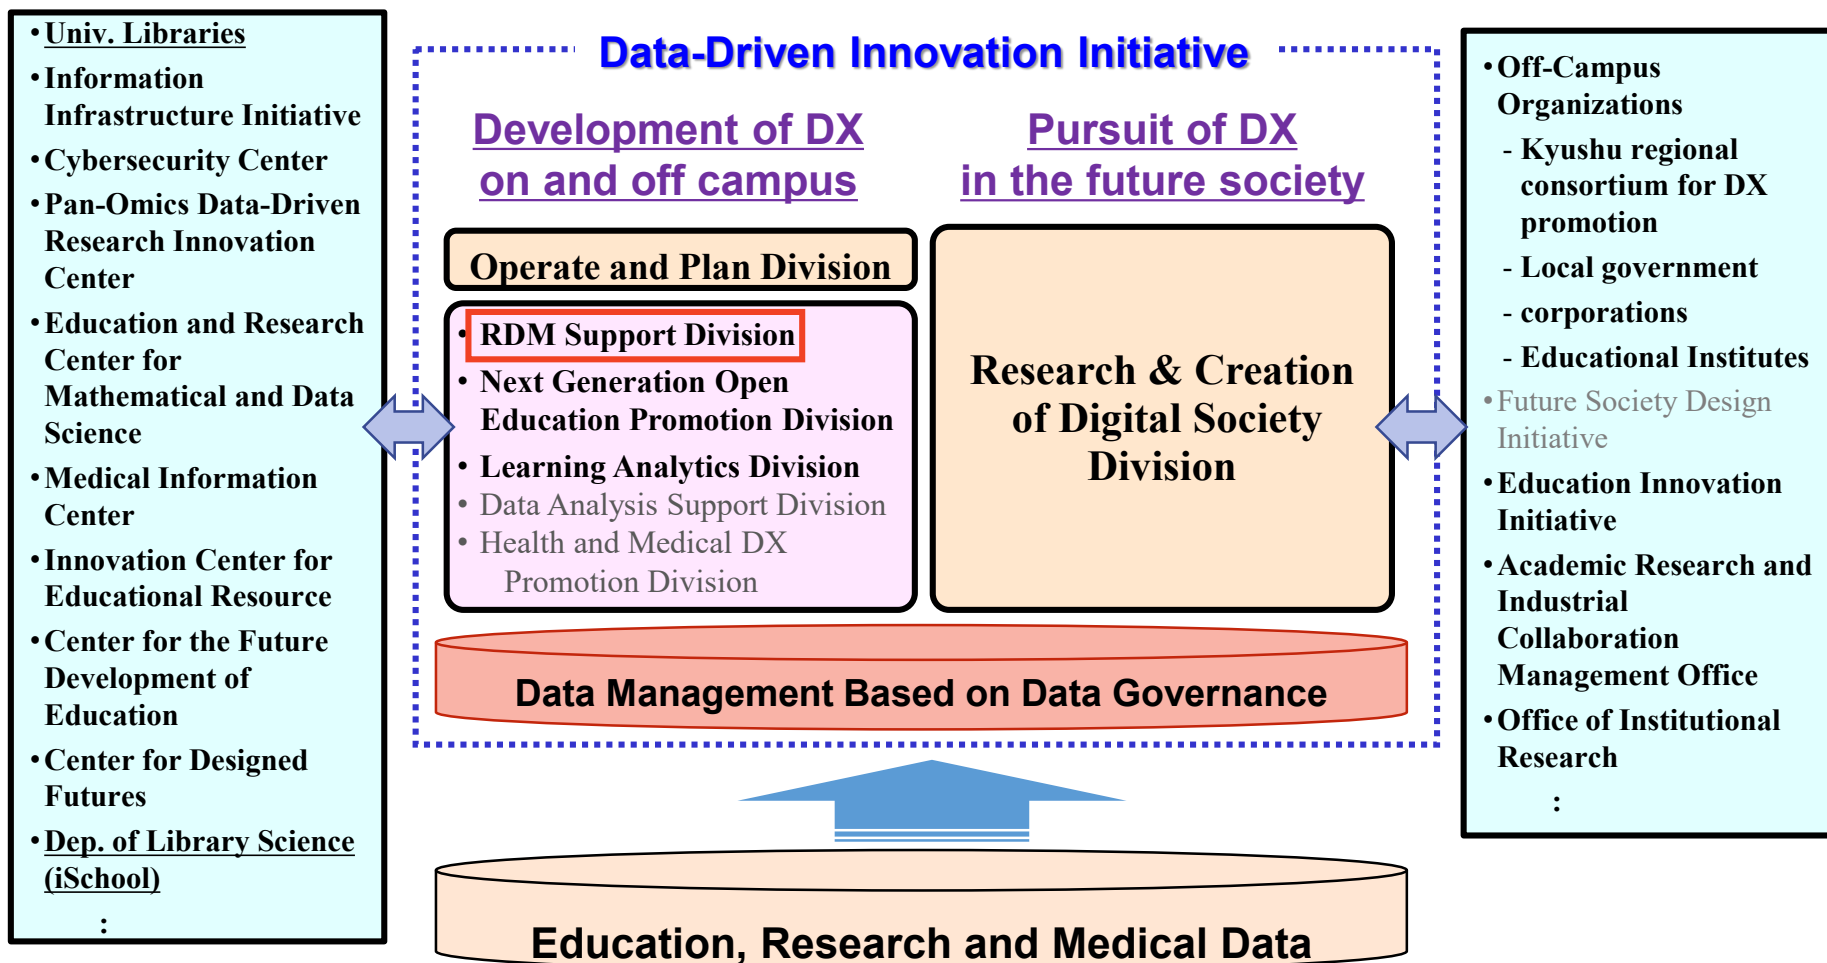 • Univ. Libraries
• Information
Infrastructure Initiative
• Cybersecurity Center
• Pan-Omics Data-Driven
Research Innovation
Center
• Education and Research
Center for
Mathematical and Data
Science
• Medical Information
Center
• Innovation Center for
Educational Resource
• Center for the Future
Development of
Education
• Center for Designed
Futures
• Dep. of Library Science
(iSchool)
:
Data-Driven Innovation Initiative
Development of DX
on and off campus
Operate and Plan Division
• RDM Support Division
• Next Generation Open
Education Promotion Division
• Learning Analytics Division
• Data Analysis Support Division
• Health and Medical DX
Promotion Division
Pursuit of DX
in the future society
Research & Creation
of Digital Society
Division
Data Management Based on Data Governance
Education, Research and Medical Data
• Off-Campus
Organizations
- Kyushu regional
consortium for DX
promotion
- Local government
- corporations
- Educational Institutes
• Future Society Design
Initiative
• Education Innovation
Initiative
• Academic Research and
Industrial
Collaboration
Management Office
• Office of Institutional
Research
: